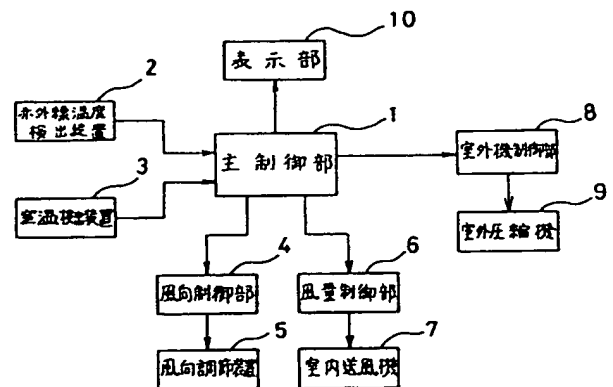 10
表示部
2
赤外線温度
検出装置
1
主制御部
8
室外機制御部
3
室温検出装置
9
室外圧縮機
4
風向制御部
6
風量制御部
5
風向調節装置
7
室内送風機